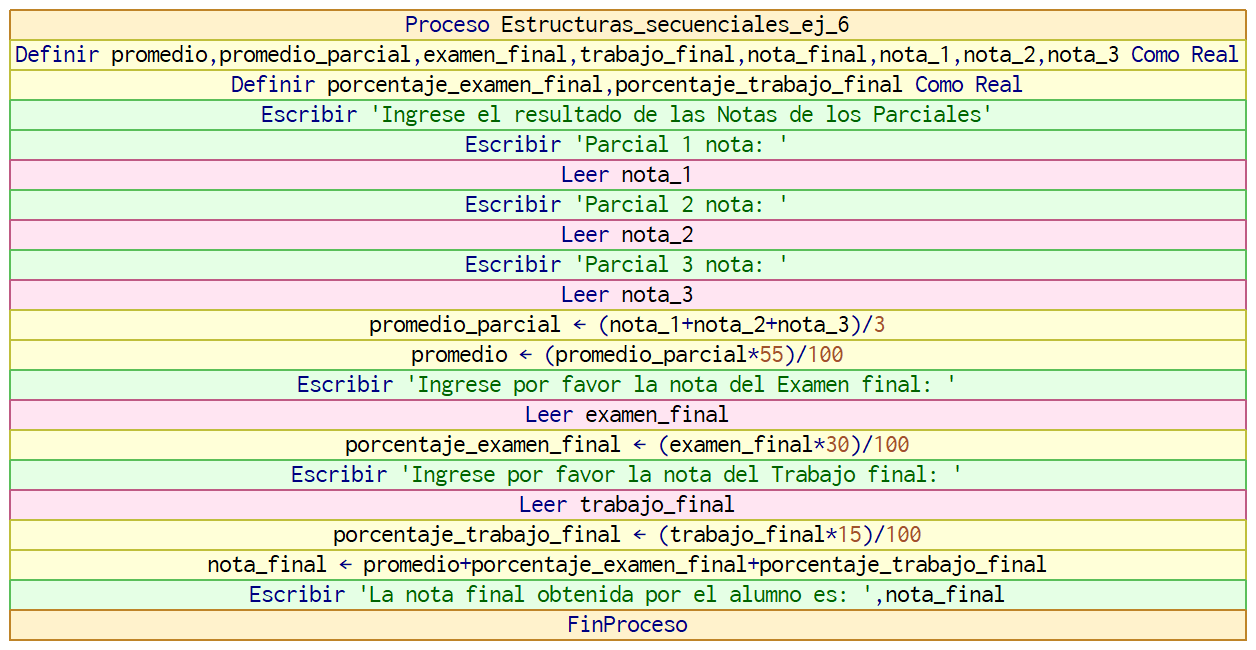 Proceso Estructuras_secuenciales_ej_6
Definir promedio,promedio_parcial,examen_final,trabajo_final,nota_final,nota_1,nota_2,nota_3 Como Real
Definir porcentaje_examen_final,porcentaje_trabajo_final Como Real
Escribir 'Ingrese el resultado de las Notas de los Parciales'
Escribir 'Parcial 1 nota: '
Leer nota_1
Escribir 'Parcial 2 nota: '
Leer nota_2
Escribir 'Parcial 3 nota: '
Leer nota_3
promedio_parcial ← (nota_1+nota_2+nota_3)/3
promedio ← (promedio_parcial*55)/100
Escribir 'Ingrese por favor la nota del Examen final: '
Leer examen_final
porcentaje_examen_final ← (examen_final*30)/100
Escribir 'Ingrese por favor la nota del Trabajo final: '
Leer trabajo_final
porcentaje_trabajo_final ← (trabajo_final*15)/100
nota_final ← promedio+porcentaje_examen_final+porcentaje_trabajo_final
Escribir 'La nota final obtenida por el alumno es: ',nota_final
FinProceso